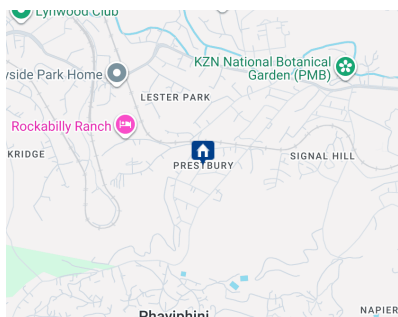 Lynwood Club
KZN National Botanical
Garden (PMB)
yside Park Home
LESTER PARK
Rockabilly Ranch
KRIDGE
PRESTBURY
SIGNAL HILL
NAPIER
Phayiphini